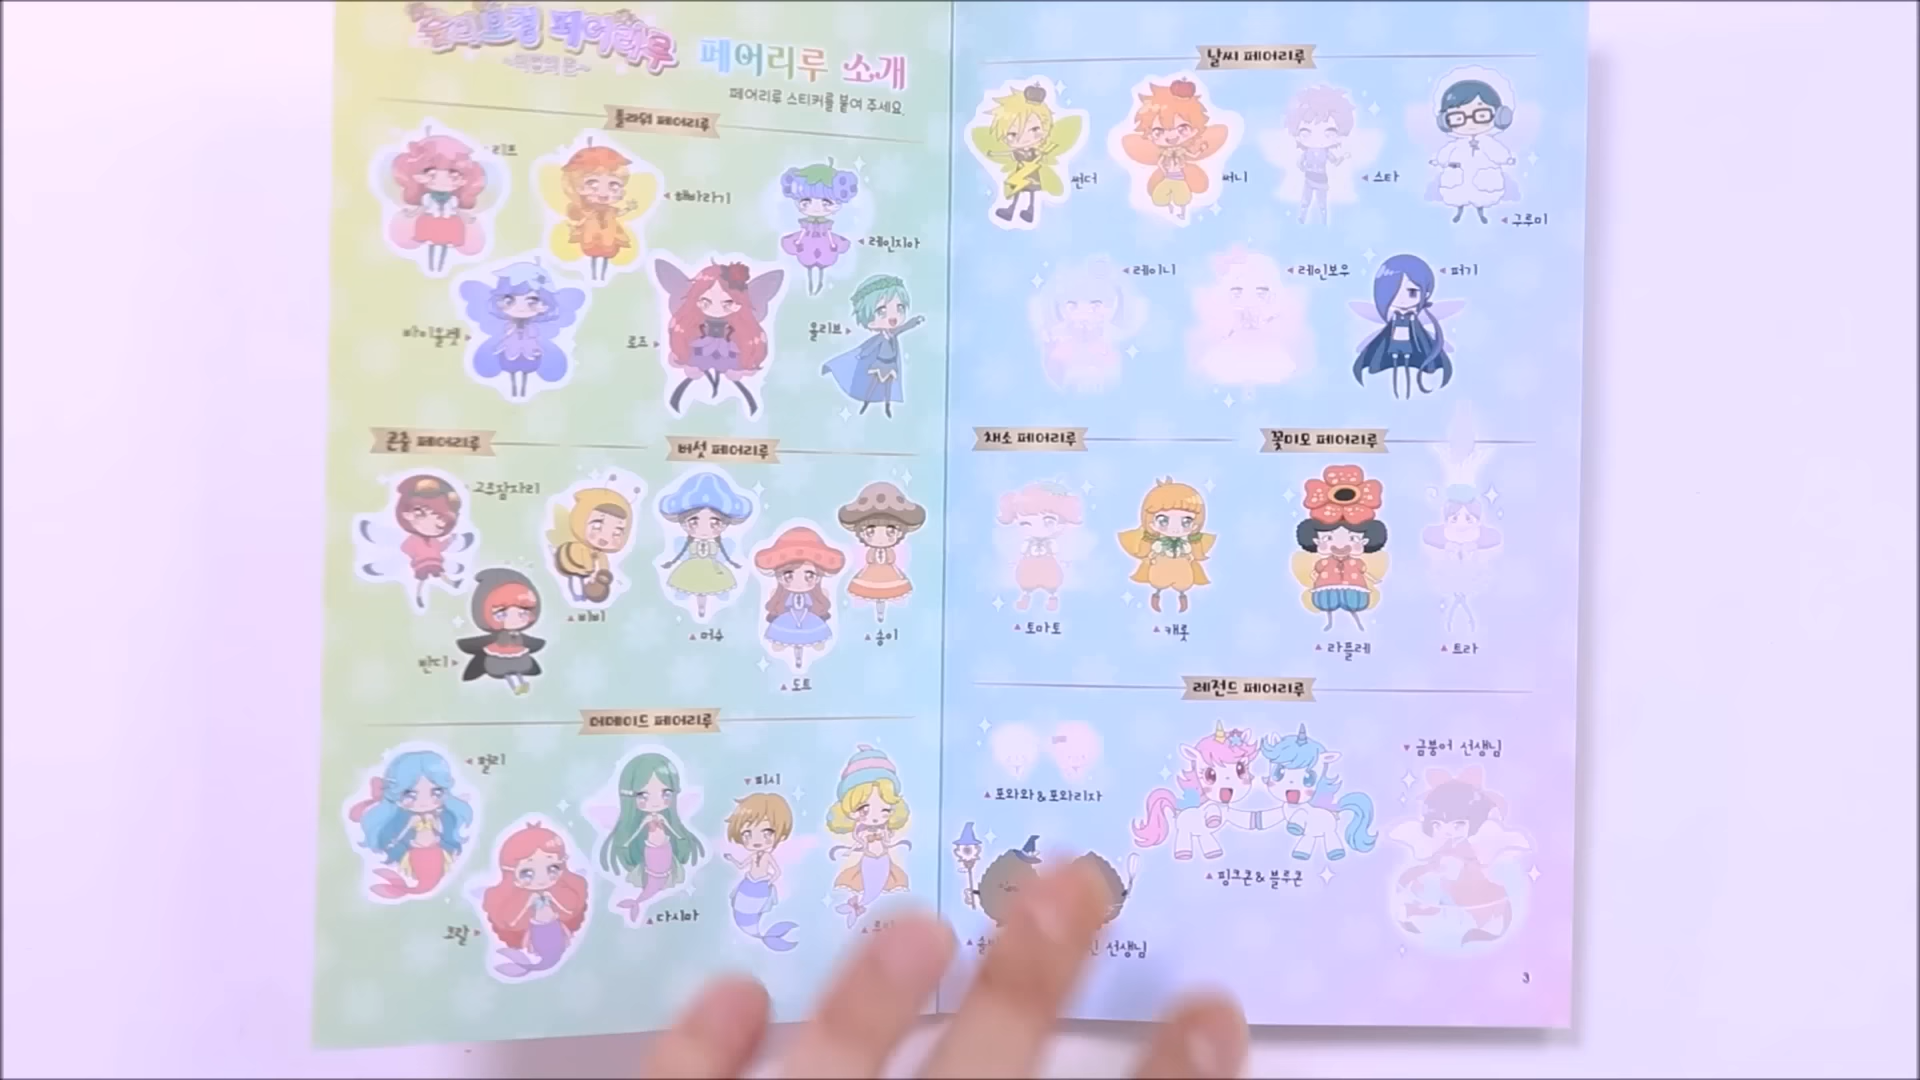 페어리루 소개
페어리루 스티커를 붙여 주세요.
플라워 페어리루
리프
해바라기
레인지아
바이올렛
로즈
올리브
곤충 페어리루
고추잠자리
비비
반디
버섯 페어리루
머슈
도트
송이
머메이드 페어리루
펄리
코랄
다시마
피시
날씨 페어리루
썬더
써니
스타
구루미
레이니
레인보우
퍼기
채소 페어리루
토마토
캐롯
꽃미모 페어리루
라플레
트라
레전드 페어리루
포와와&포와리자
핑크콘&블루콘
금붕어 선생님
선생님
3